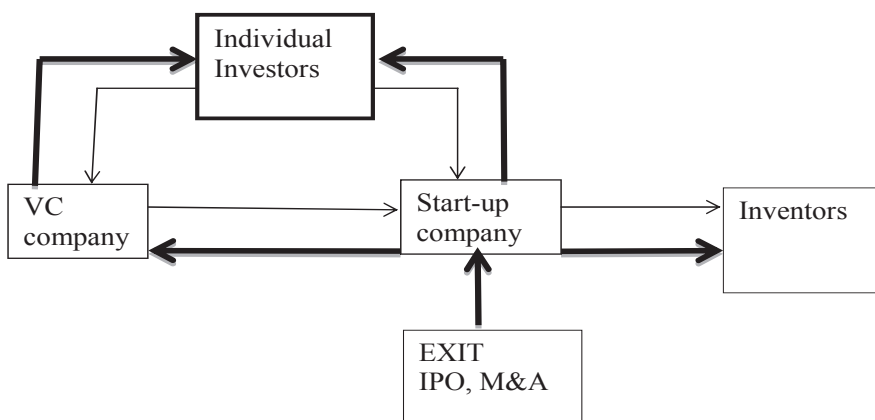 Individual
Investors
VC
company
Start-up
company
Inventors
EXIT
IPO, M&A